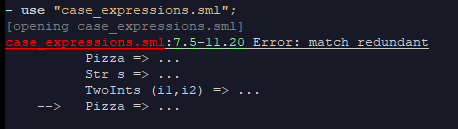 - use "case_expressions.sml";
[opening case_expressions.sml]
case_expressions.sml:7.5-11.20 Error: match redundant
Pizza => ...
Str s => ...
TwoInts (i1,i2) => ...
--> Pizza => ...